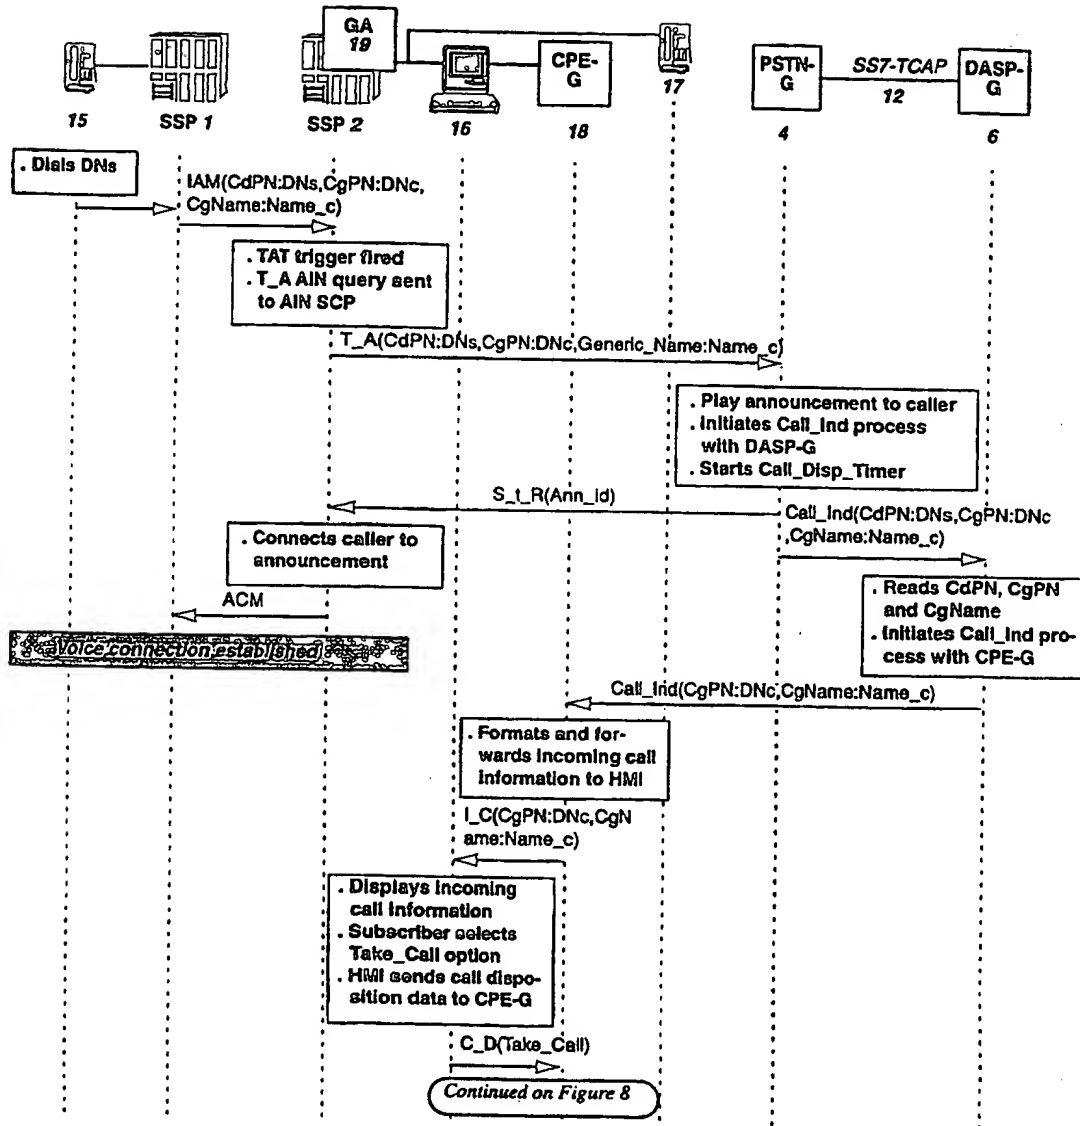 GA
19
CPE-
G
PSTN-
G
SS7-TCAP
12
DASP-
G
15
SSP 1
SSP 2
16
18
17
4
6
. Dials DNs
IAM(CdPN:DNs,CgPN:DNc,
CgName:Name_c)
. TAT trigger fired
. T_A AIN query sent
to AIN SCP
T_A(CdPN:DNs,CgPN:DNc,Generic_Name:Name_c)
. Play announcement to caller
. Initiates Call_Ind process
with DASP-G
. Starts Call_Disp_Timer
S_t_R(Ann_id)
Call_Ind(CdPN:DNs,CgPN:DNc
,CgName:Name_c)
. Connects caller to
announcement
ACM
. Reads CdPN, CgPN
and CgName
. Initiates Call_Ind pro-
cess with CPE-G
Voice connection established
Call_Ind(CgPN:DNc,CgName:Name_c)
. Formats and for-
wards incoming call
information to HMI
I_C(CgPN:DNc,CgN
ame:Name_c)
. Displays incoming
call information
. Subscriber selects
Take_Call option
. HMI sends call dispo-
sition data to CPE-G
C_D(Take_Call)
Continued on Figure 8